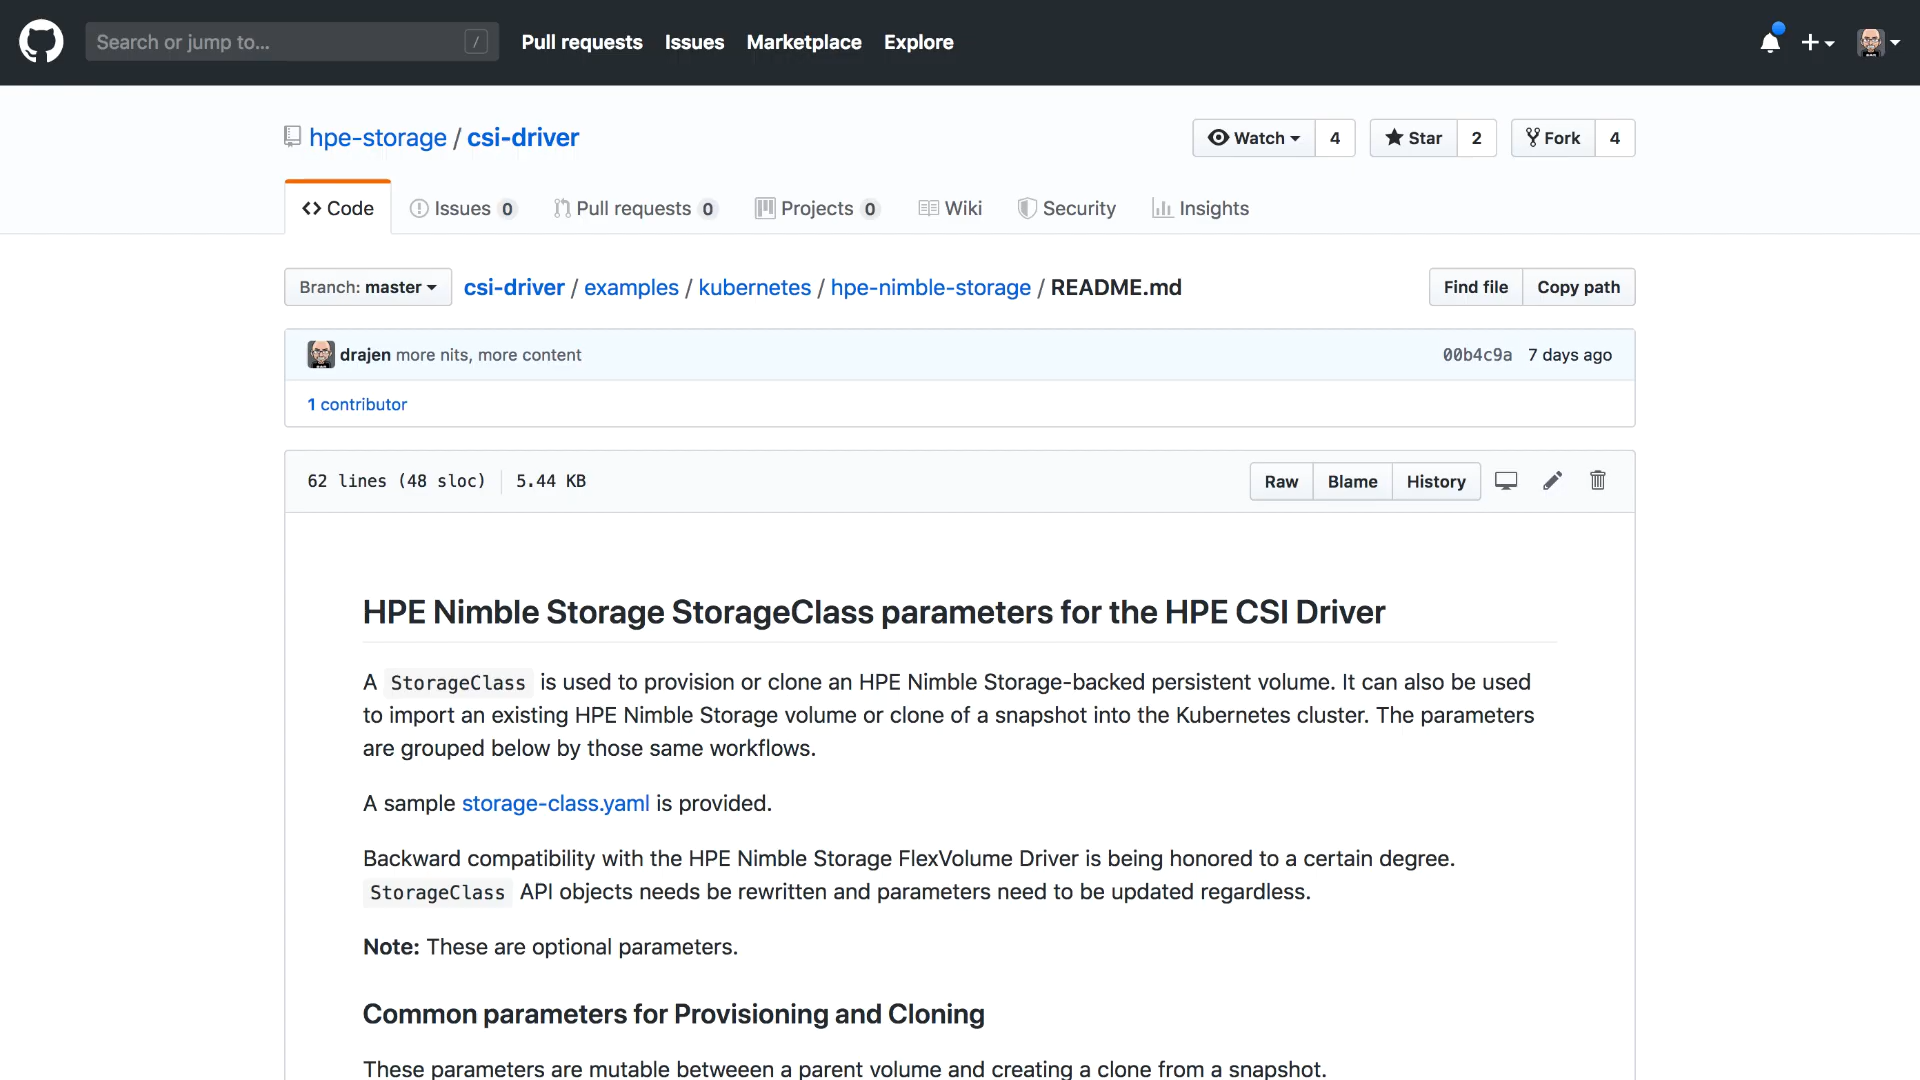 Search or jump to... /
Pull requests Issues Marketplace Explore
hpe-storage / csi-driver
Watch 4 Star 2 Fork 4
Code Issues 0 Pull requests 0 Projects 0 Wiki Security Insights
Branch: master csi-driver / examples / kubernetes / hpe-nimble-storage / README.md Find file Copy path
drajen more nits, more content 00b4c9a 7 days ago
1 contributor
62 lines (48 sloc) 5.44 KB Raw Blame History
HPE Nimble Storage StorageClass parameters for the HPE CSI Driver
A StorageClass is used to provision or clone an HPE Nimble Storage-backed persistent volume. It can also be used
to import an existing HPE Nimble Storage volume or clone of a snapshot into the Kubernetes cluster. The parameters
are grouped below by those same workflows.
A sample storage-class.yaml is provided.
Backward compatibility with the HPE Nimble Storage FlexVolume Driver is being honored to a certain degree.
StorageClass API objects needs be rewritten and parameters need to be updated regardless.
Note: These are optional parameters.
Common parameters for Provisioning and Cloning
These parameters are mutable betweeen a parent volume and creating a clone from a snapshot.